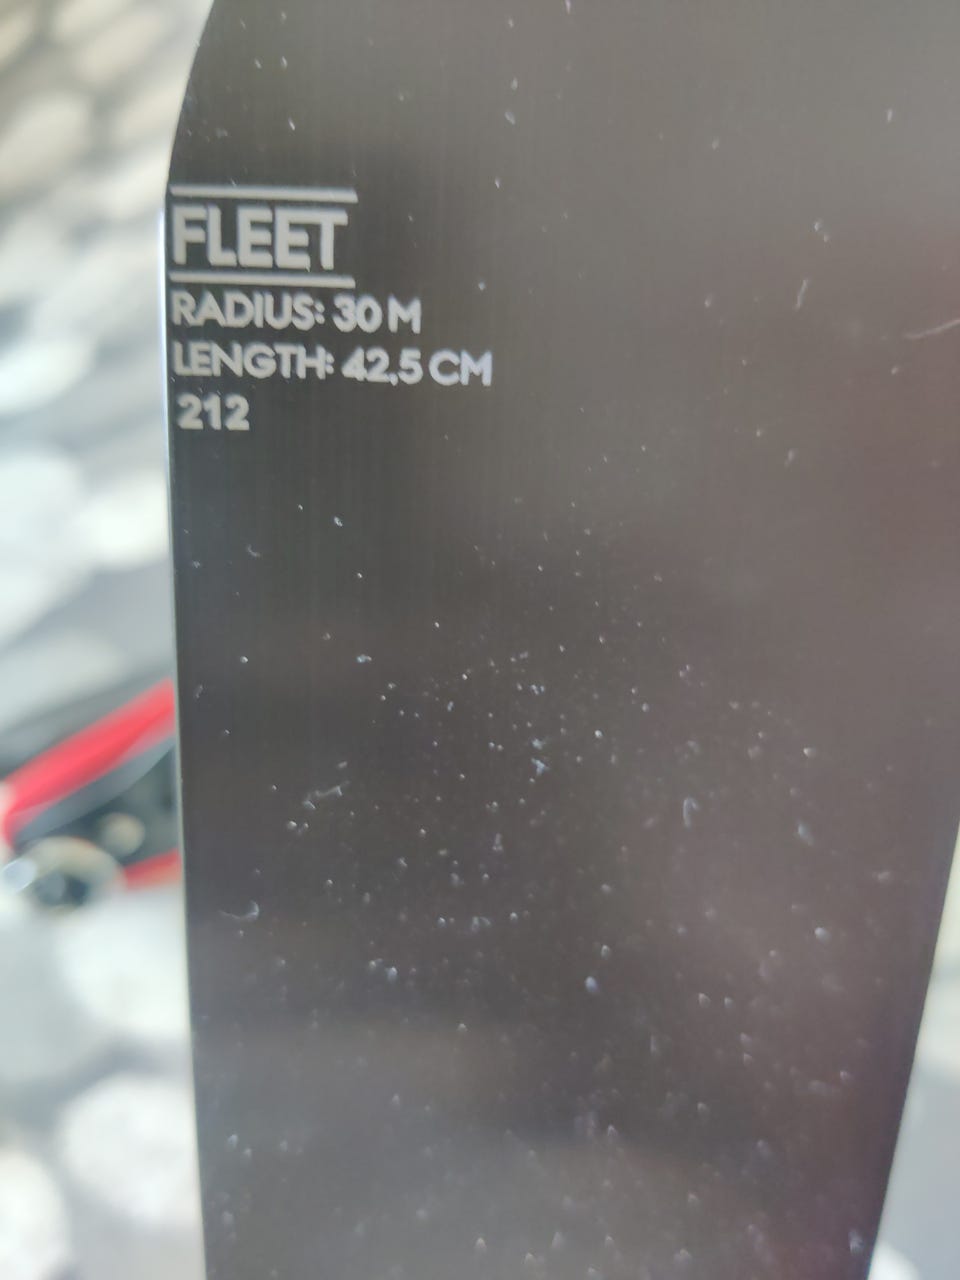 FLEET
RADIUS: 30 M
LENGTH: 42,5 CM
212